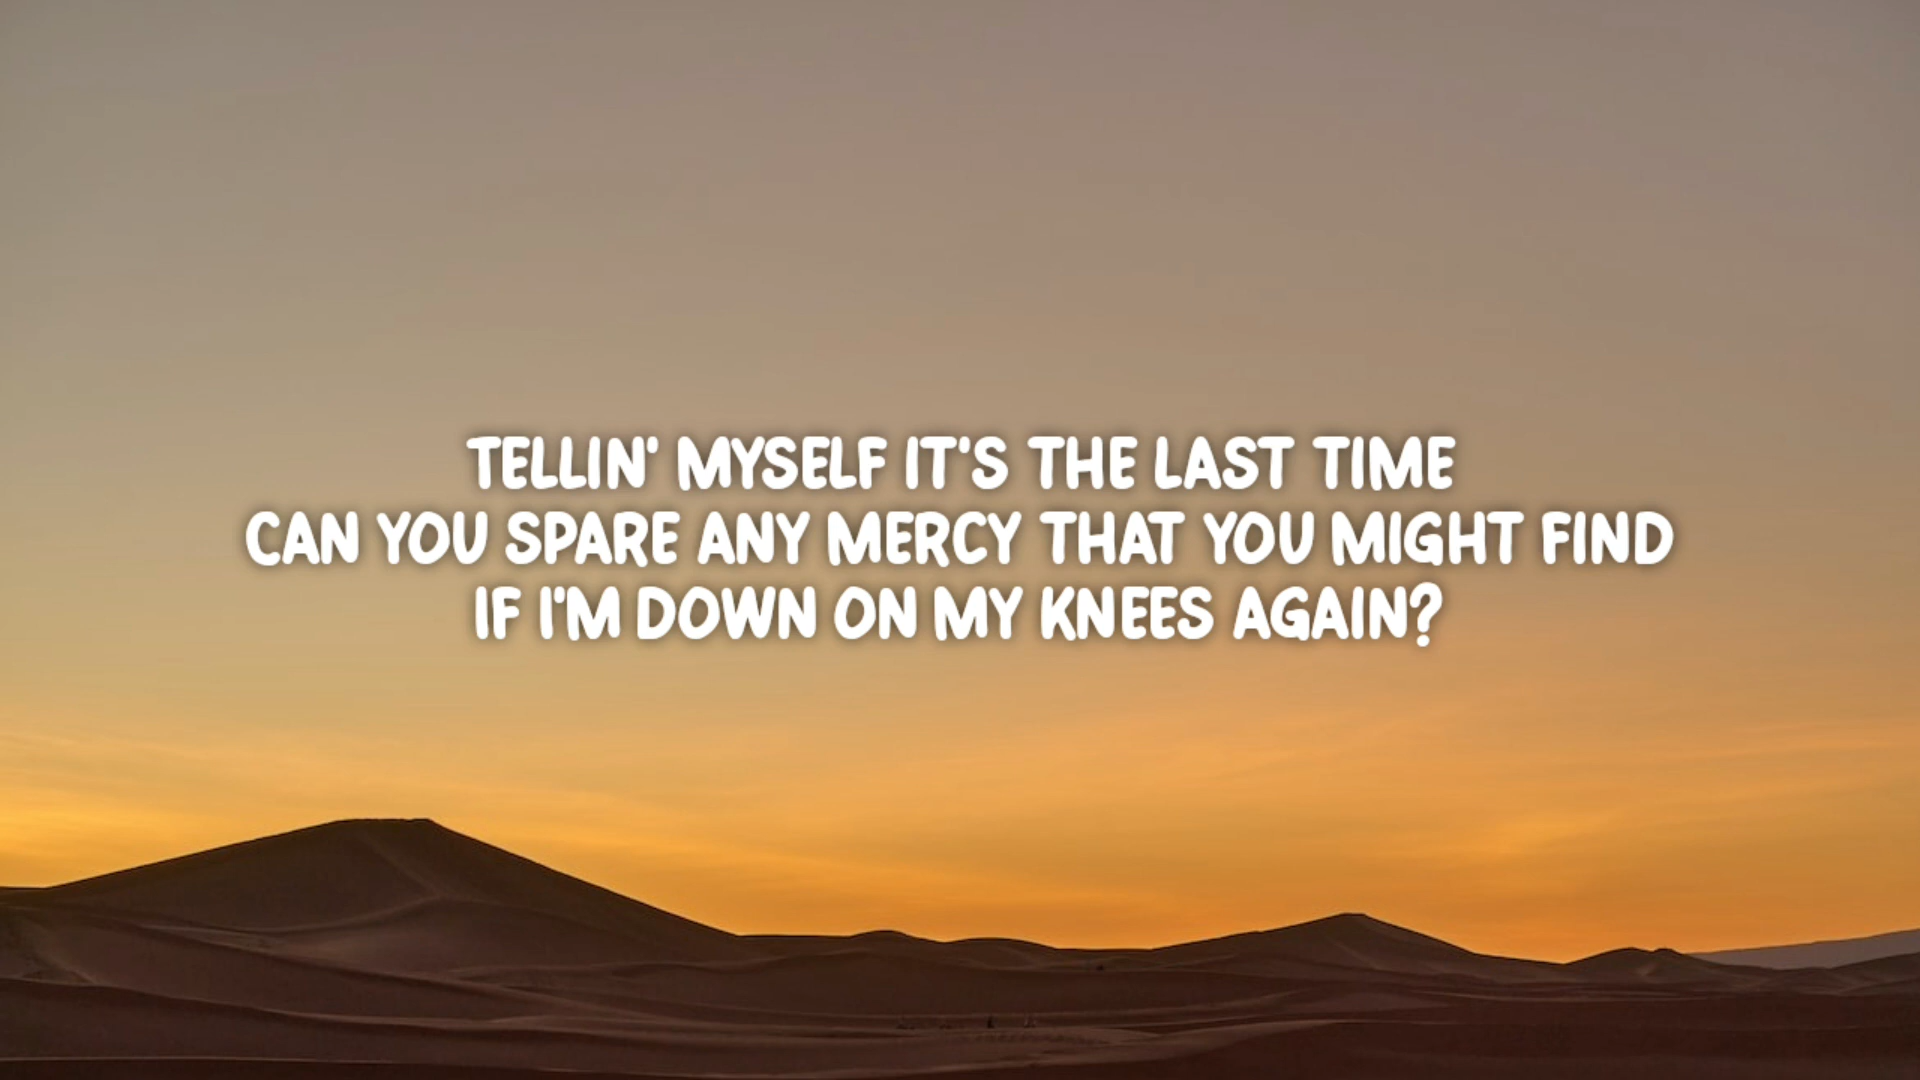 TELLIN' MYSELF IT'S THE LAST TIME
CAN YOU SPARE ANY MERCY THAT YOU MIGHT FIND
IF I'M DOWN ON MY KNEES AGAIN?